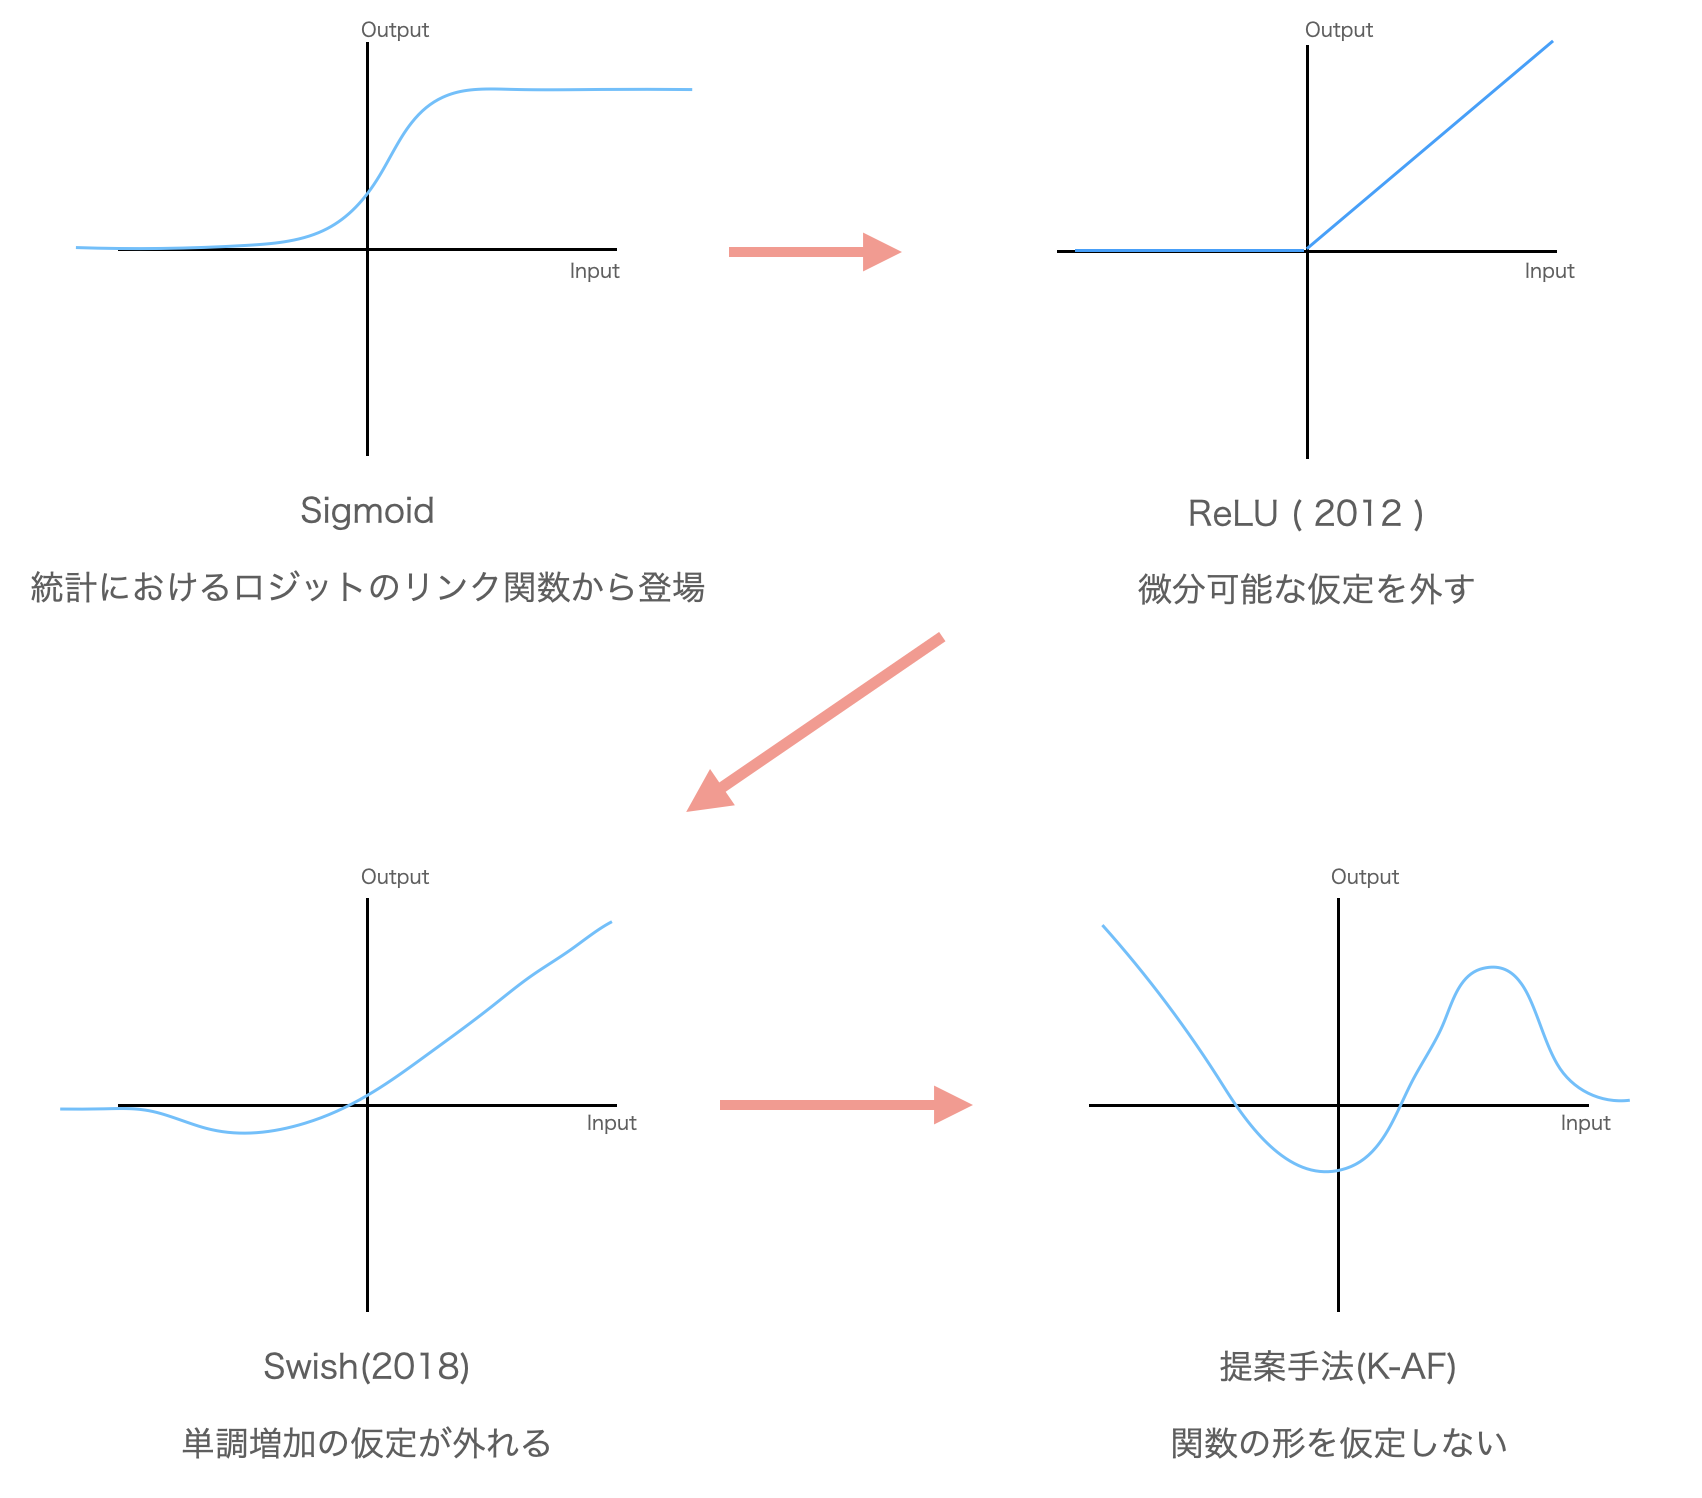 Output
Input
Sigmoid
統計におけるロジットのリンク関数から登場
Output
Input
ReLU ( 2012 )
微分可能な仮定を外す
Output
Input
Swish(2018)
単調増加の仮定が外れる
Output
Input
提案手法(K-AF)
関数の形を仮定しない